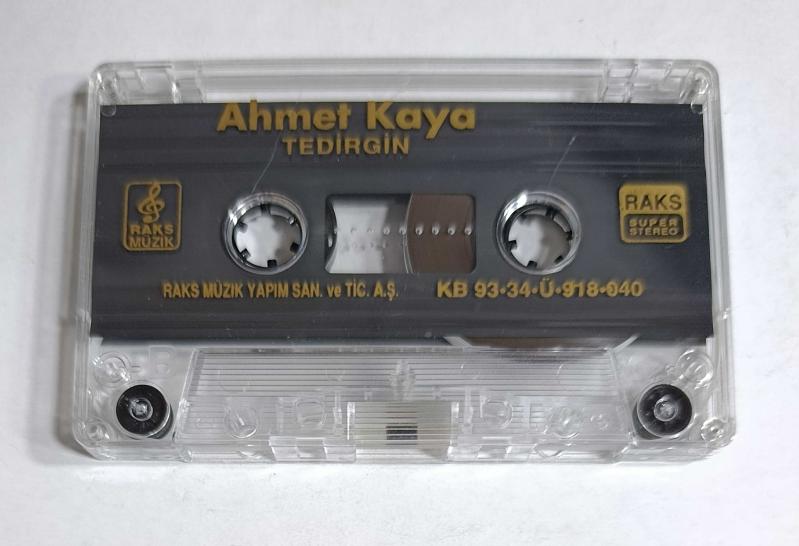 Ahmet Kaya
TEDİRGİN
RAKS
MÜZİK
RAKS
SUPER
STEREO
RAKS MÜZİK YAPIM SAN. ve TİC. A.Ş.
KB 93•34•Ü•918•040
B